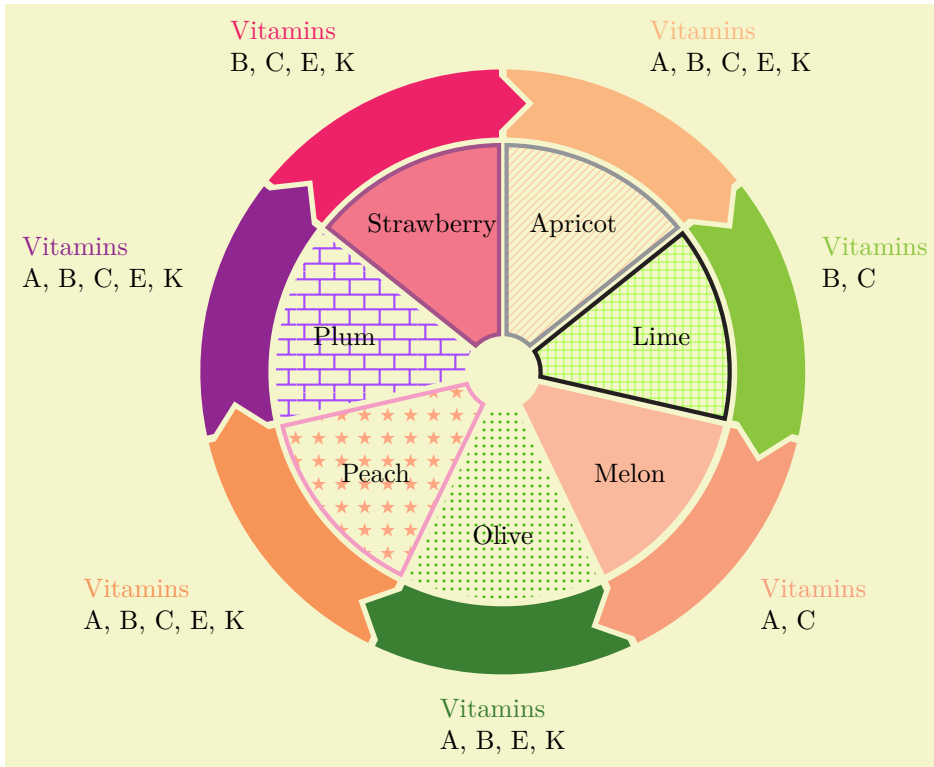 Vitamins
B, C, E, K
Vitamins
A, B, C, E, K
Strawberry
Apricot
Vitamins
A, B, C, E, K
Vitamins
B, C
Plum
Lime
Peach
Melon
Olive
Vitamins
A, B, C, E, K
Vitamins
A, C
Vitamins
A, B, E, K